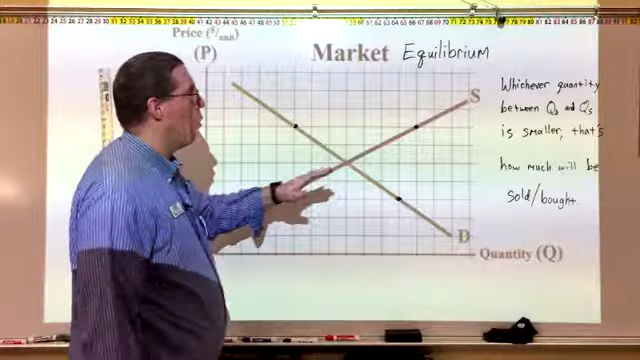 Price ($/unit)
(P)
Market Equilibrium
S
Whichever quantity
between Qd and Qs
is smaller, that's
how much will be
sold/bought.
D
Quantity (Q)